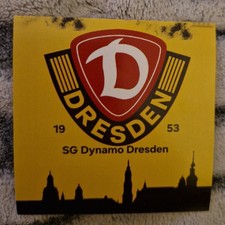 D
DRESDEN
19 53
SG Dynamo Dresden